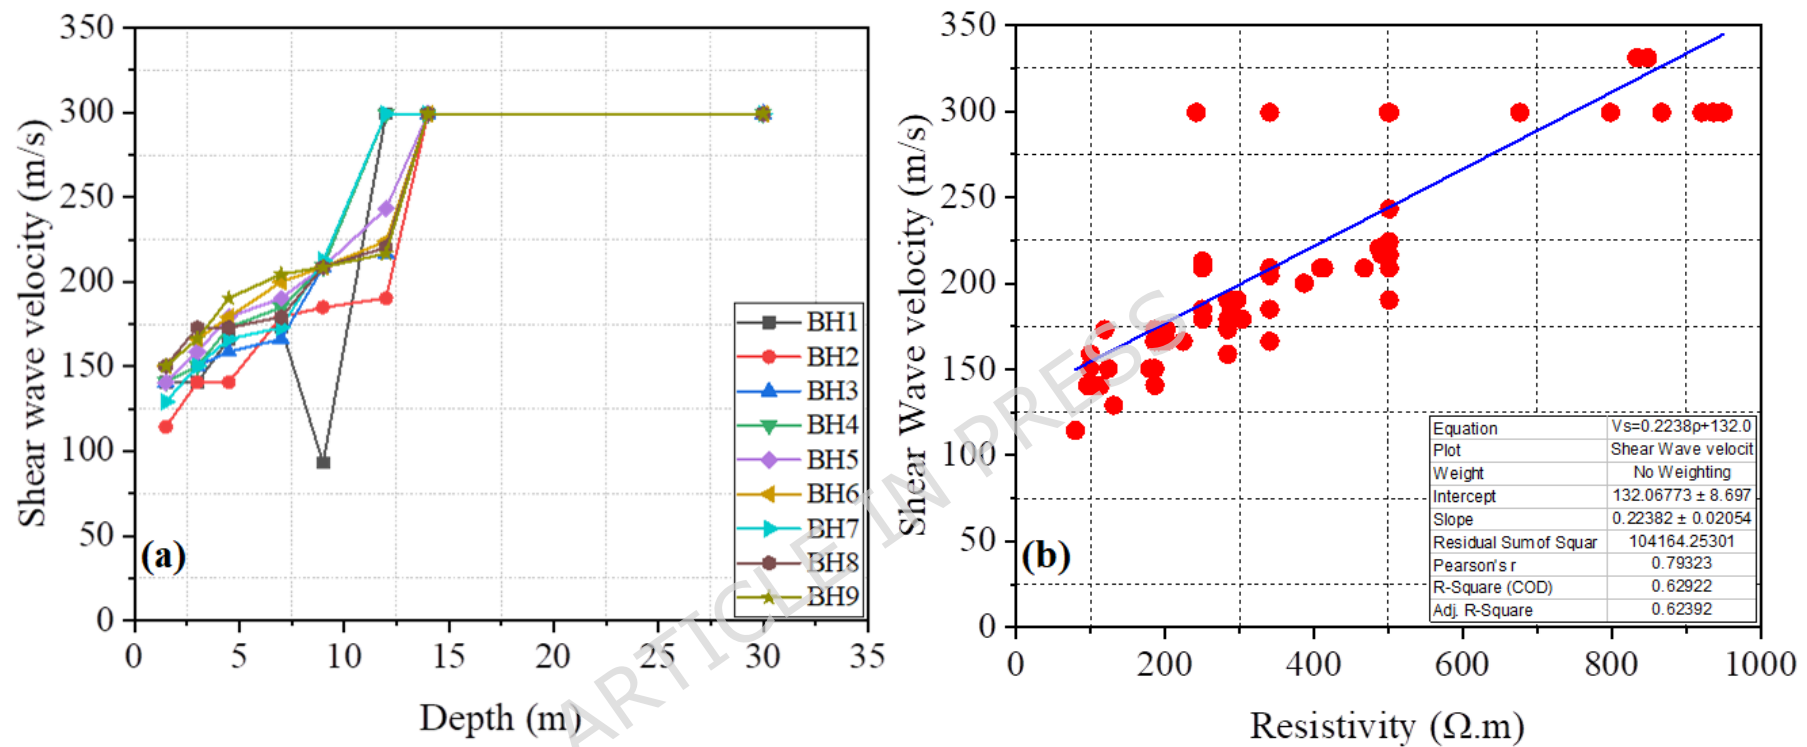 350
300
250
200
150
100
50
0
Shear wave velocity (m/s)
(a)
BH1
BH2
BH3
BH4
BH5
BH6
BH7
BH8
BH9
0 5 10 15 20 25 30 35
Depth (m)
350
300
250
200
150
100
50
0
Shear Wave velocity (m/s)
(b)
Equation Vs=0.2238ρ+132.0
Plot Shear Wave velocit
Weight No Weighting
Intercept 132.06773 ± 8.697
Slope 0.22382 ± 0.02054
Residual Sum of Squar 104164.25301
Pearson's r 0.79323
R-Square (COD) 0.62922
Adj. R-Square 0.62392
0 200 400 600 800 1000
Resistivity (Ω.m)
ARTICLE IN PRESS